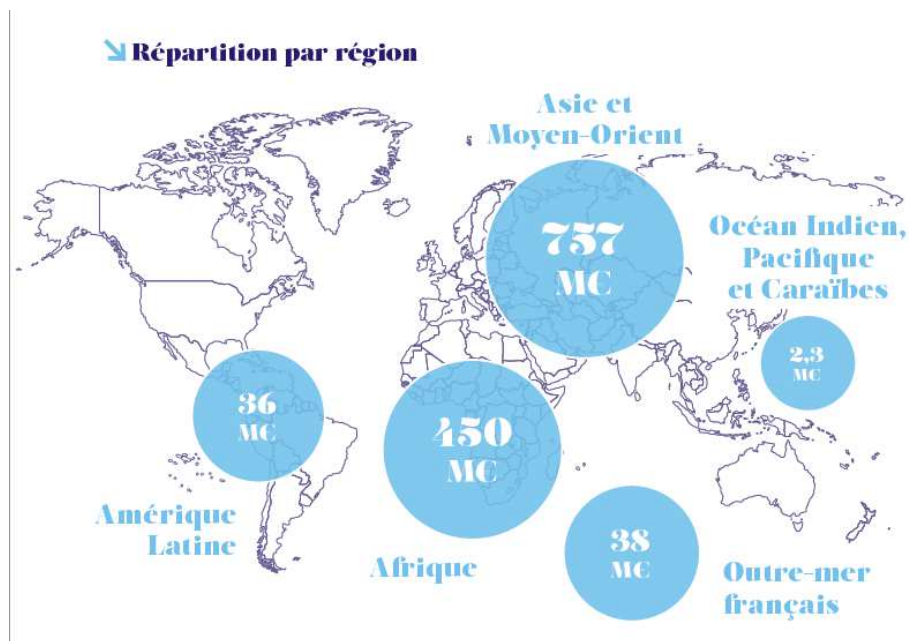 Répartition par région
Asie et
Moyen-Orient
757
M€
Océan Indien,
Pacifique
et Caraïbes
2,3
M€
36
M€
Amérique
Latine
450
M€
Afrique
38
M€
Outre-mer
français